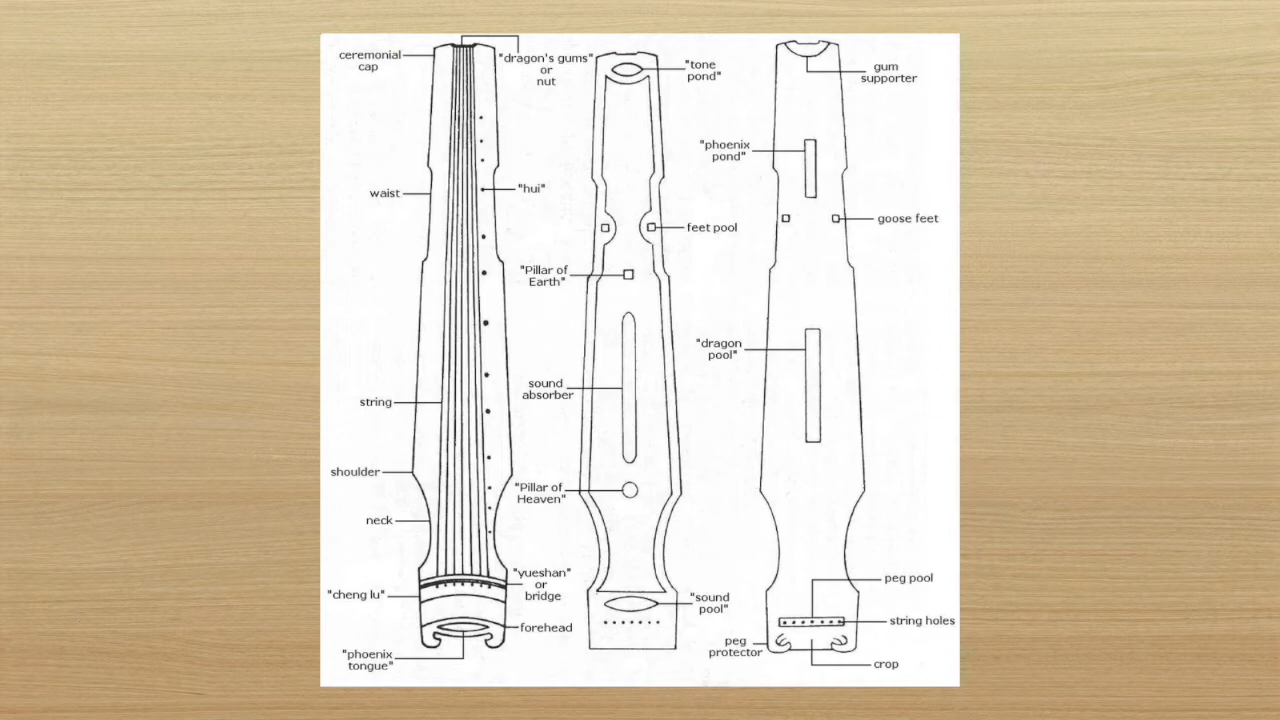 ceremonial
cap
"dragon's gums"
or
nut
waist
"hui"
string
shoulder
neck
"cheng lu"
"yueshan"
or
bridge
forehead
"phoenix
tongue"
"tone
pond"
feet pool
"Pillar of
Earth"
sound
absorber
"Pillar of
Heaven"
"sound
pool"
gum
supporter
"phoenix
pond"
goose feet
"dragon
pool"
peg pool
string holes
peg
protector
crop